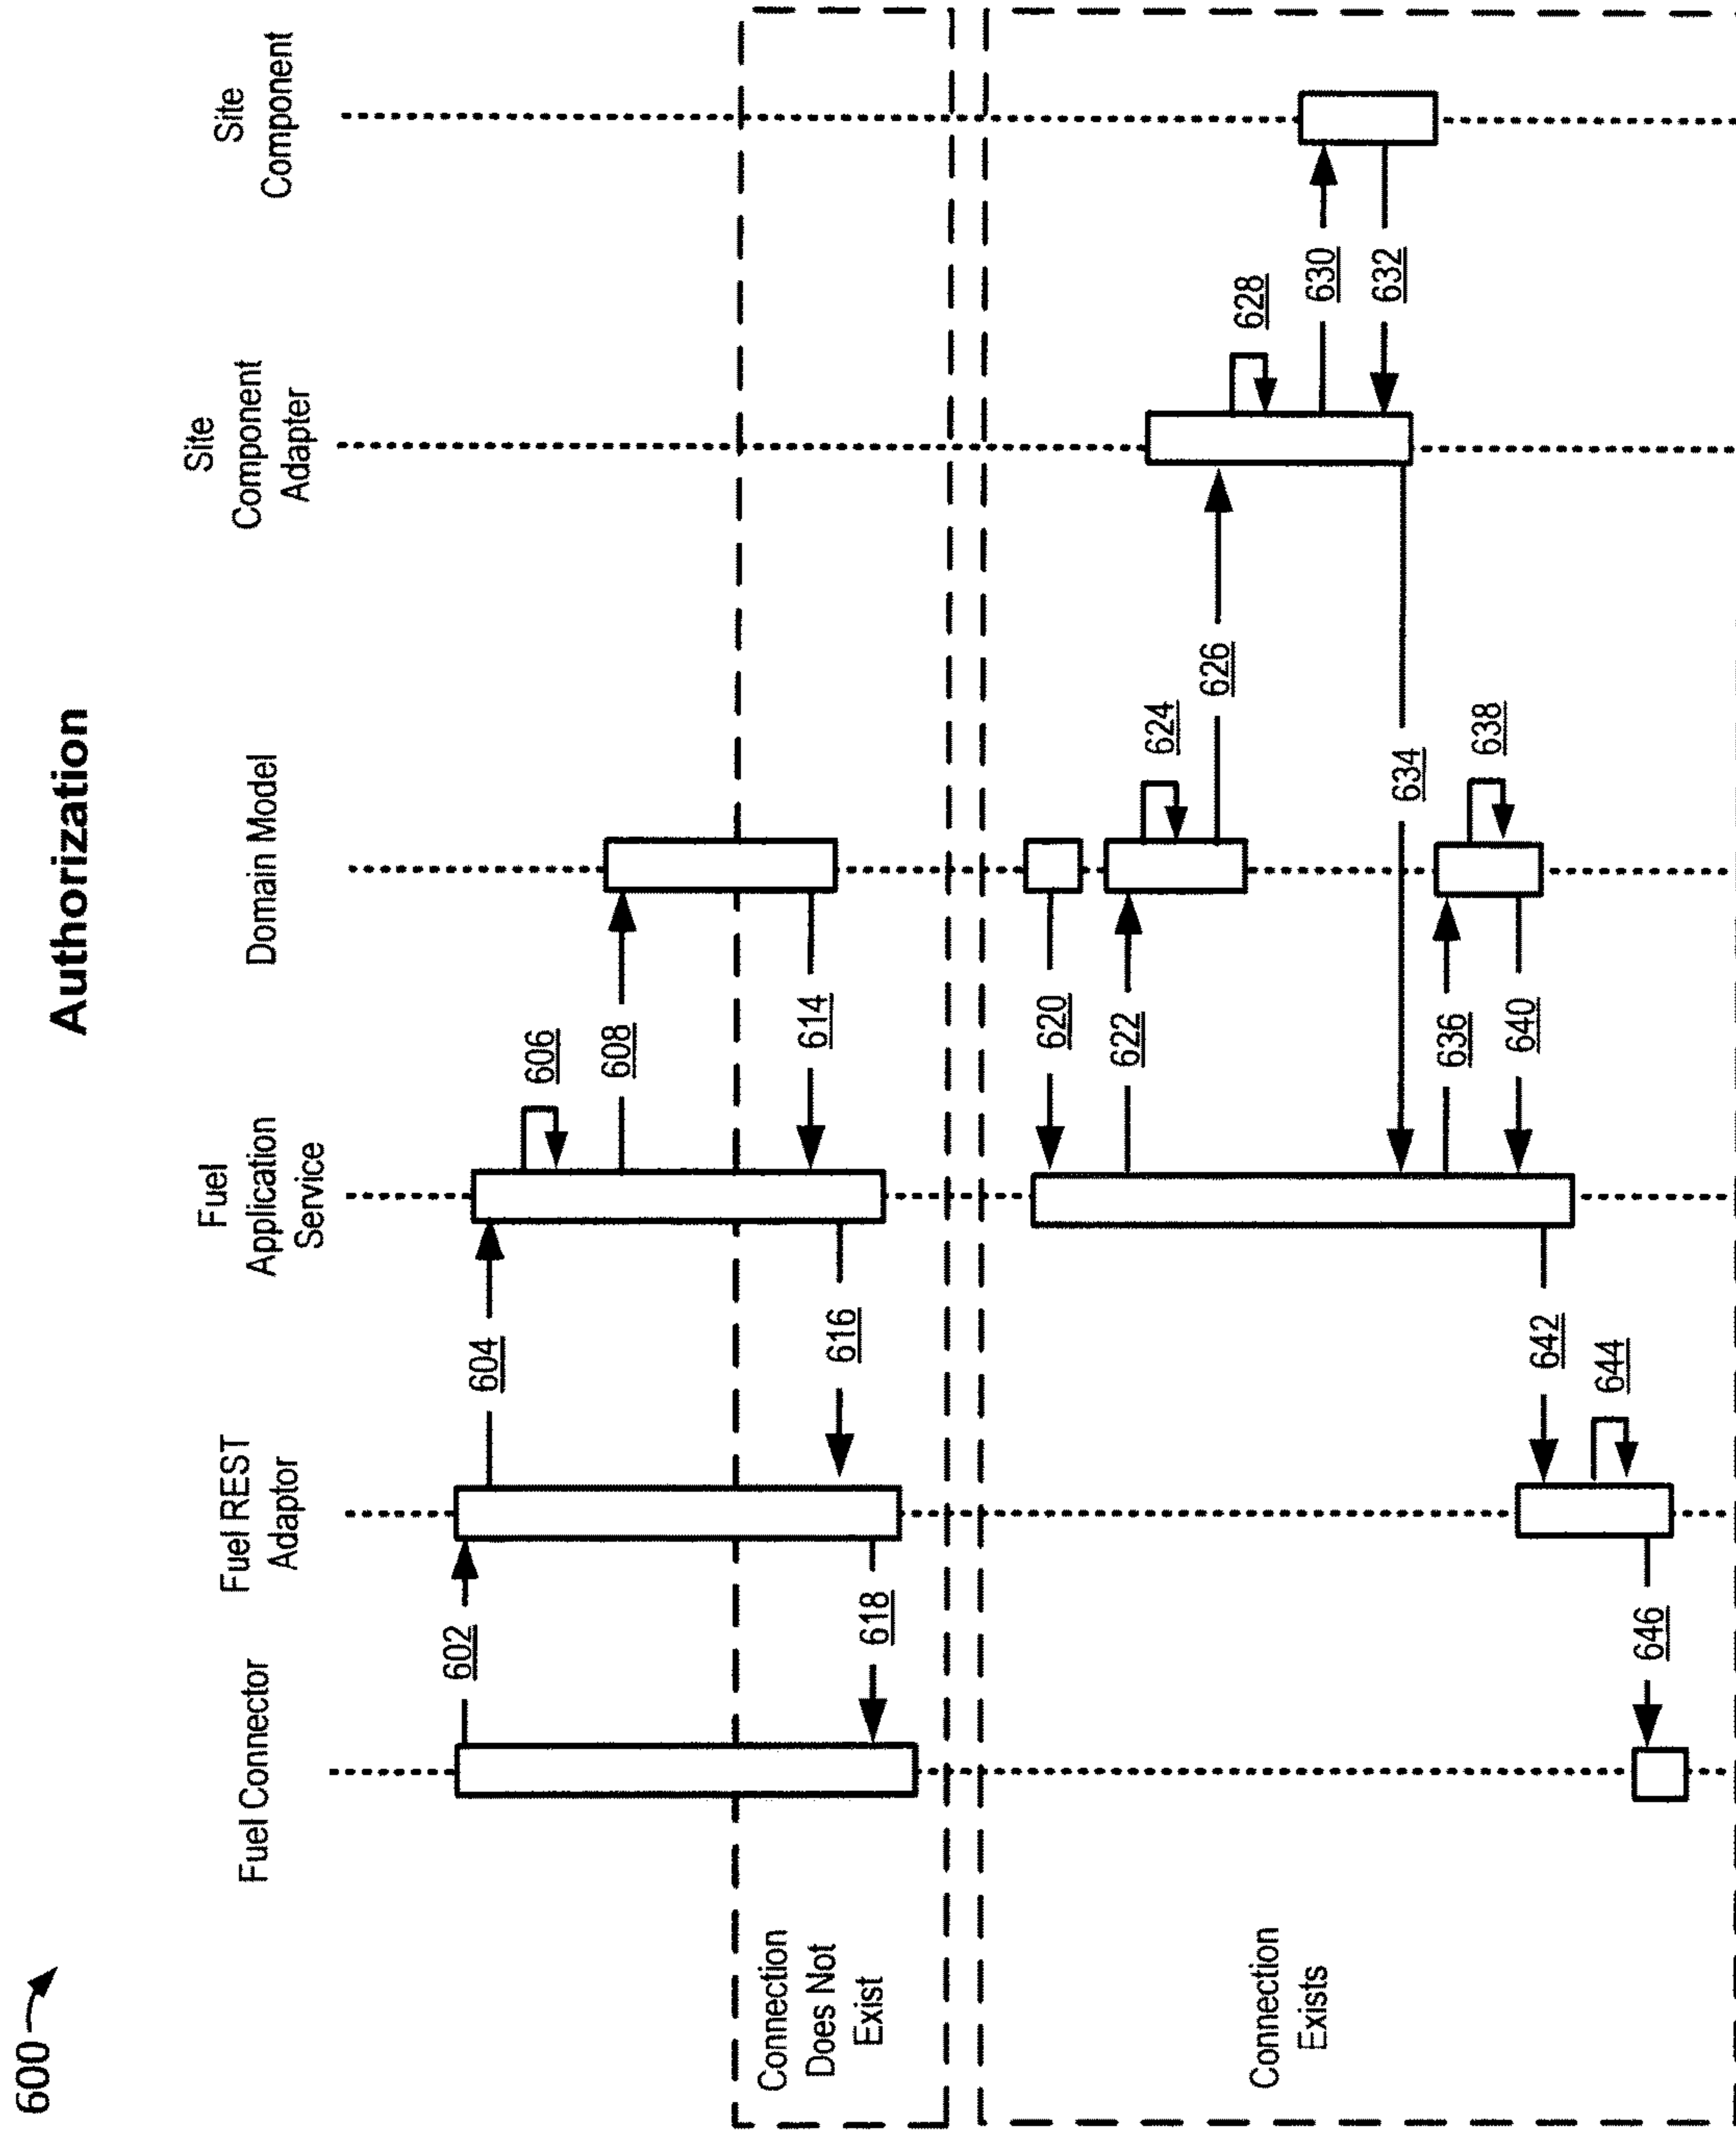 600
Authorization
Fuel Connector
Fuel REST
Adaptor
Fuel
Application
Service
Domain Model
Site
Component
Adapter
Site
Component
602
604
606
608
Connection
Does Not
Exist
614
616
618
Connection
Exists
620
622
624
626
628
630
632
634
636
638
640
642
644
646